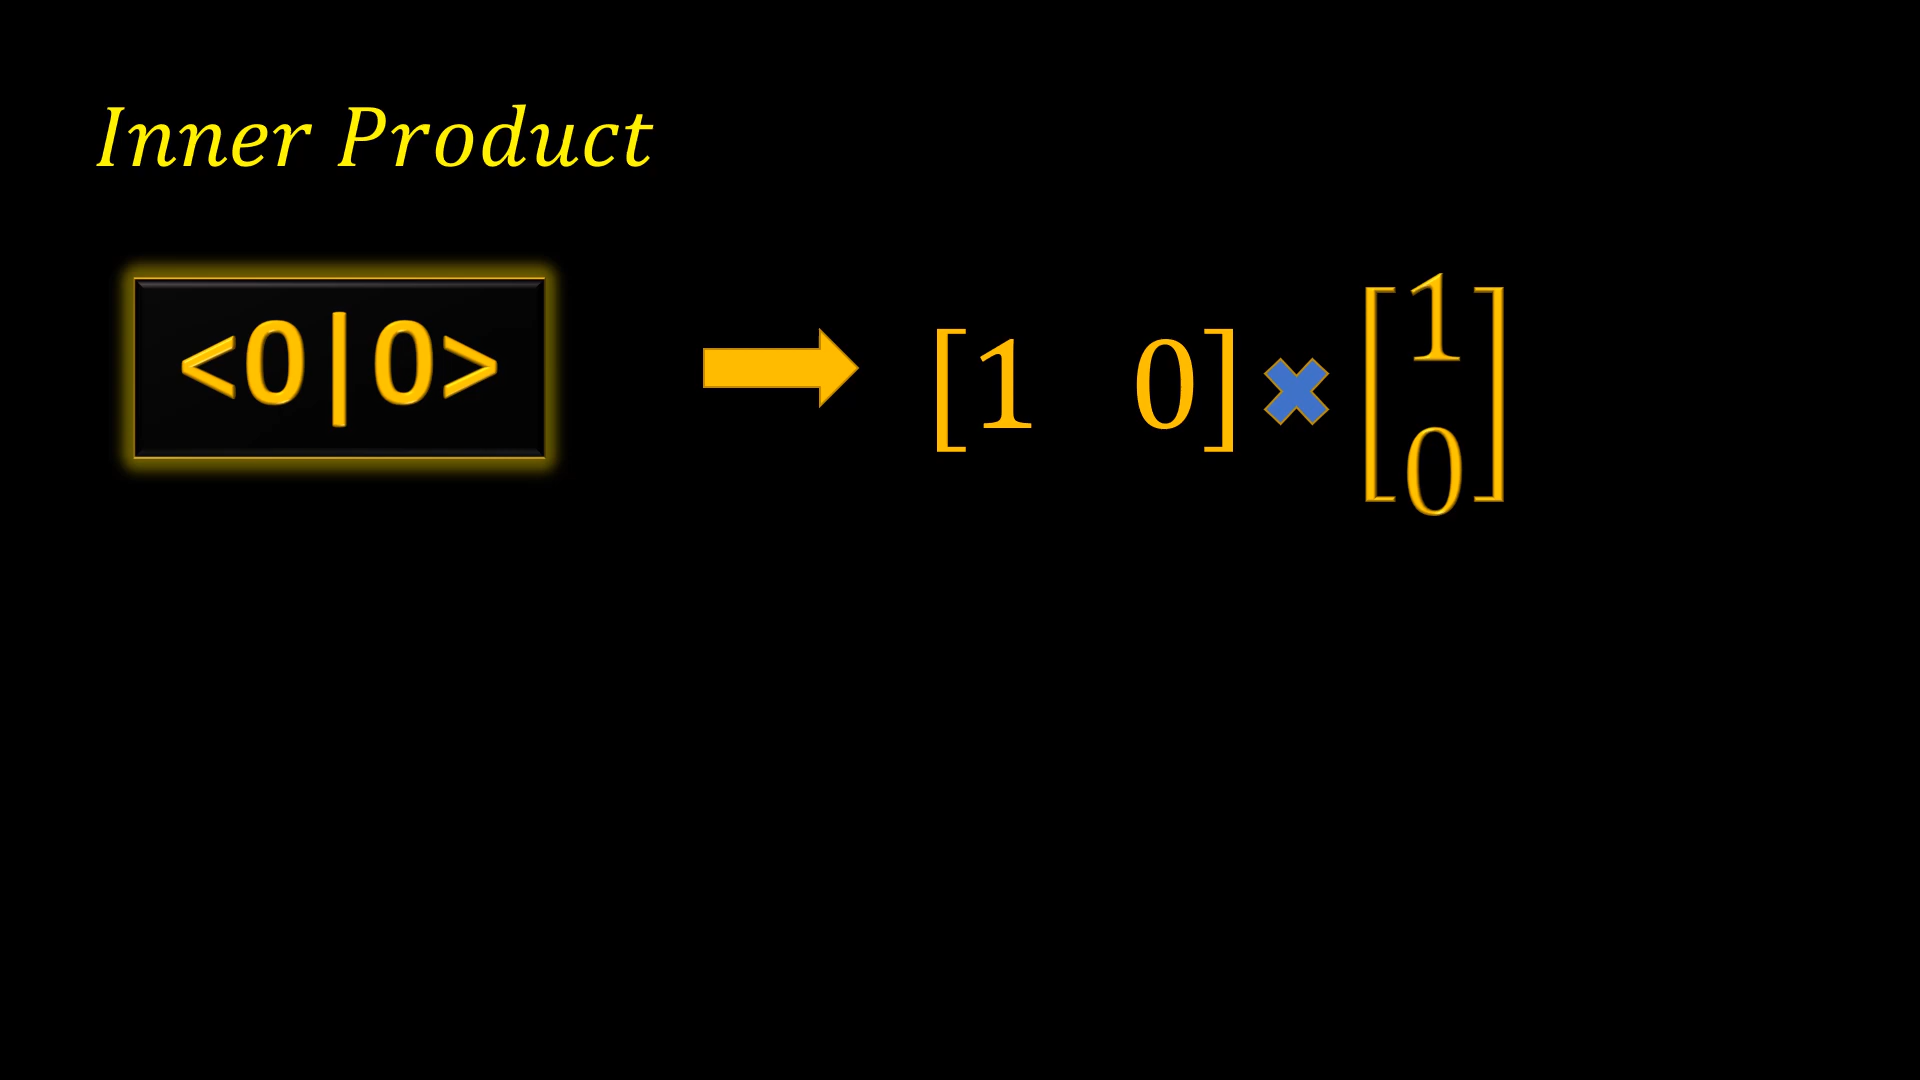 Inner Product
<0|0>
[1 0] × [1
0]